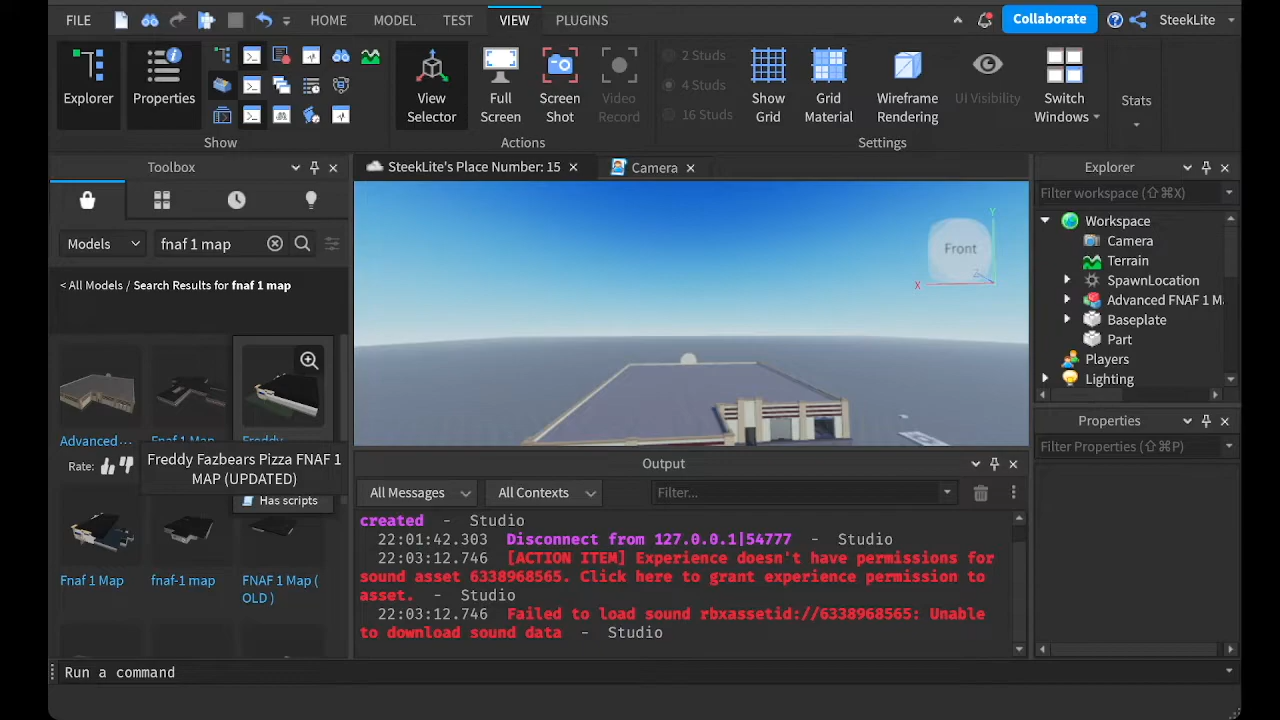 FILE
HOME
MODEL
TEST
VIEW
PLUGINS
Collaborate
SteekLite
Explorer
Properties
Show
View
Selector
Full
Screen
Screen
Shot
Video
Record
Actions
2 Studs
4 Studs
16 Studs
Show
Grid
Grid
Material
Wireframe
Rendering
UI Visibility
Switch
Windows
Settings
Stats
Toolbox
Models
fnaf 1 map
< All Models / Search Results for fnaf 1 map
Advanced...
Rate:
Freddy Fazbears Pizza FNAF 1
MAP (UPDATED)
Has scripts
Fnaf 1 Map
fnaf-1 map
FNAF 1 Map (
OLD )
SteekLite's Place Number: 15
Camera
Front
Y
X
Z
Output
All Messages
All Contexts
Filter...
created - Studio
22:01:42.303 Disconnect from 127.0.0.1|54777 - Studio
22:03:12.746 [ACTION ITEM] Experience doesn't have permissions for
sound asset 6338968565. Click here to grant experience permission to
asset. - Studio
22:03:12.746 Failed to load sound rbxassetid://6338968565: Unable
to download sound data - Studio
Explorer
Filter workspace (⇧⌘X)
Workspace
Camera
Terrain
SpawnLocation
Advanced FNAF 1 M
Baseplate
Part
Players
Lighting
Properties
Filter Properties (⇧⌘P)
Run a command